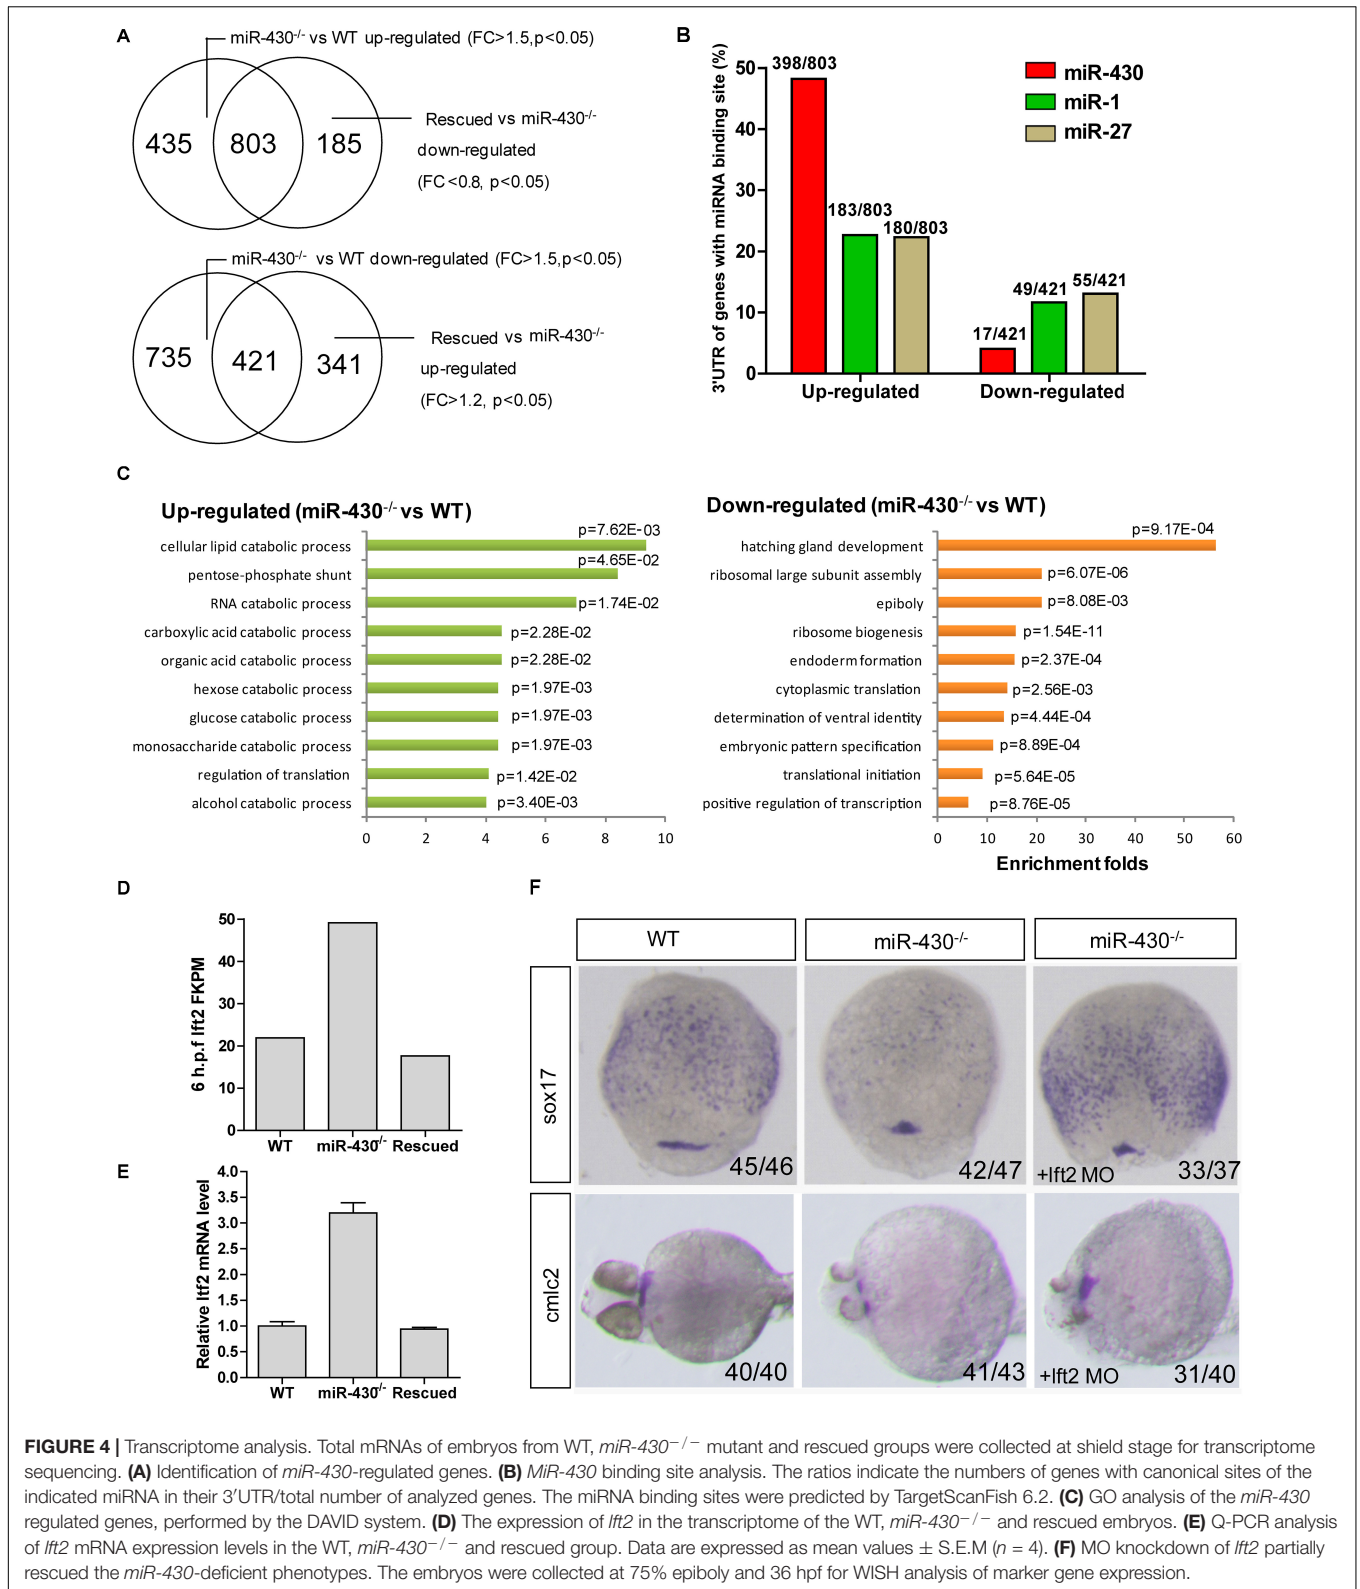 A
miR-430-/- vs WT up-regulated (FC>1.5,p<0.05)
435
803
185
Rescued vs miR-430-/-
down-regulated
(FC<0.8, p<0.05)
miR-430-/- vs WT down-regulated (FC>1.5,p<0.05)
735
421
341
Rescued vs miR-430-/-
up-regulated
(FC>1.2, p<0.05)
B
3'UTR of genes with miRNA binding site (%)
50
40
30
20
10
0
398/803
183/803
180/803
17/421
49/421
55/421
miR-430
miR-1
miR-27
Up-regulated
Down-regulated
C
Up-regulated (miR-430-/- vs WT)
cellular lipid catabolic process p=7.62E-03
pentose-phosphate shunt p=4.65E-02
RNA catabolic process p=1.74E-02
carboxylic acid catabolic process p=2.28E-02
organic acid catabolic process p=2.28E-02
hexose catabolic process p=1.97E-03
glucose catabolic process p=1.97E-03
monosaccharide catabolic process p=1.97E-03
regulation of translation p=1.42E-02
alcohol catabolic process p=3.40E-03
0 2 4 6 8 10
Down-regulated (miR-430-/- vs WT)
hatching gland development p=9.17E-04
ribosomal large subunit assembly p=6.07E-06
epiboly p=8.08E-03
ribosome biogenesis p=1.54E-11
endoderm formation p=2.37E-04
cytoplasmic translation p=2.56E-03
determination of ventral identity p=4.44E-04
embryonic pattern specification p=8.89E-04
translational initiation p=5.64E-05
positive regulation of transcription p=8.76E-05
0 10 20 30 40 50 60
Enrichment folds
D
6 h.p.f lft2 FKPM
50
40
30
20
10
0
WT miR-430-/- Rescued
E
Relative ltf2 mRNA level
4.0
3.5
3.0
2.5
2.0
1.5
1.0
0.5
0.0
WT miR-430-/- Rescued
F
WT
miR-430-/-
miR-430-/-
sox17
45/46
42/47
+lft2 MO 33/37
cmlc2
40/40
41/43
+lft2 MO 31/40
FIGURE 4 | Transcriptome analysis. Total mRNAs of embryos from WT, miR-430−/− mutant and rescued groups were collected at shield stage for transcriptome
sequencing. (A) Identification of miR-430-regulated genes. (B) MiR-430 binding site analysis. The ratios indicate the numbers of genes with canonical sites of the
indicated miRNA in their 3′UTR/total number of analyzed genes. The miRNA binding sites were predicted by TargetScanFish 6.2. (C) GO analysis of the miR-430
regulated genes, performed by the DAVID system. (D) The expression of lft2 in the transcriptome of the WT, miR-430−/− and rescued embryos. (E) Q-PCR analysis
of lft2 mRNA expression levels in the WT, miR-430−/− and rescued group. Data are expressed as mean values ± S.E.M (n = 4). (F) MO knockdown of lft2 partially
rescued the miR-430-deficient phenotypes. The embryos were collected at 75% epiboly and 36 hpf for WISH analysis of marker gene expression.